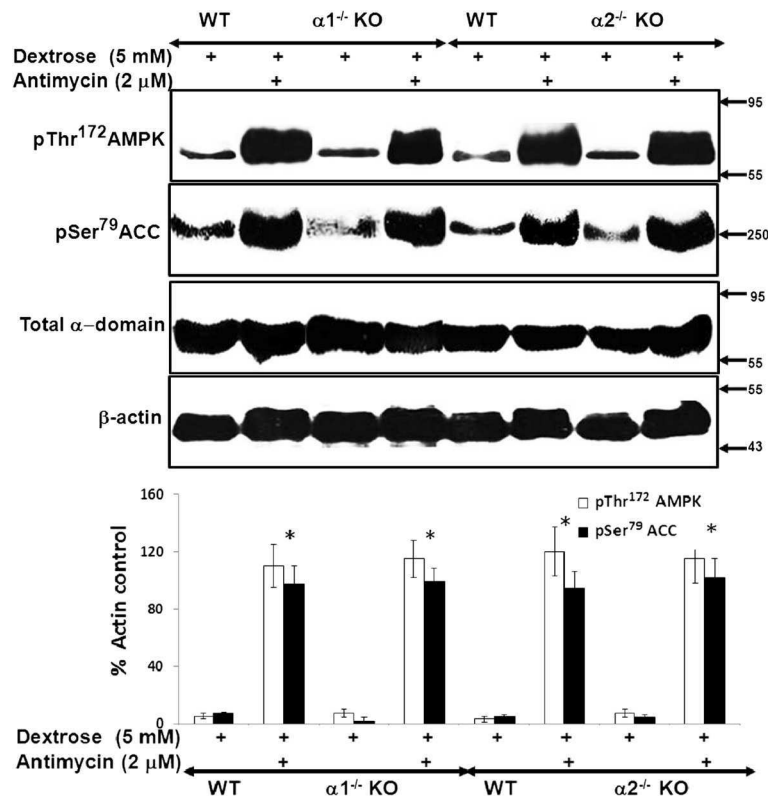 WT α1⁻/⁻ KO WT α2⁻/⁻ KO
Dextrose (5 mM) + + + + + + + +
Antimycin (2 μM) + + + +
95
pThr¹⁷²AMPK
55
pSer⁷⁹ACC
250
95
Total α–domain
55
55
β-actin
43
160
pThr¹⁷² AMPK
* * * *
pSer⁷⁹ ACC
120
80
40
0
% Actin control
Dextrose (5 mM) + + + + + + + +
Antimycin (2 μM) + + + +
WT α1⁻/⁻ KO WT α2⁻/⁻ KO